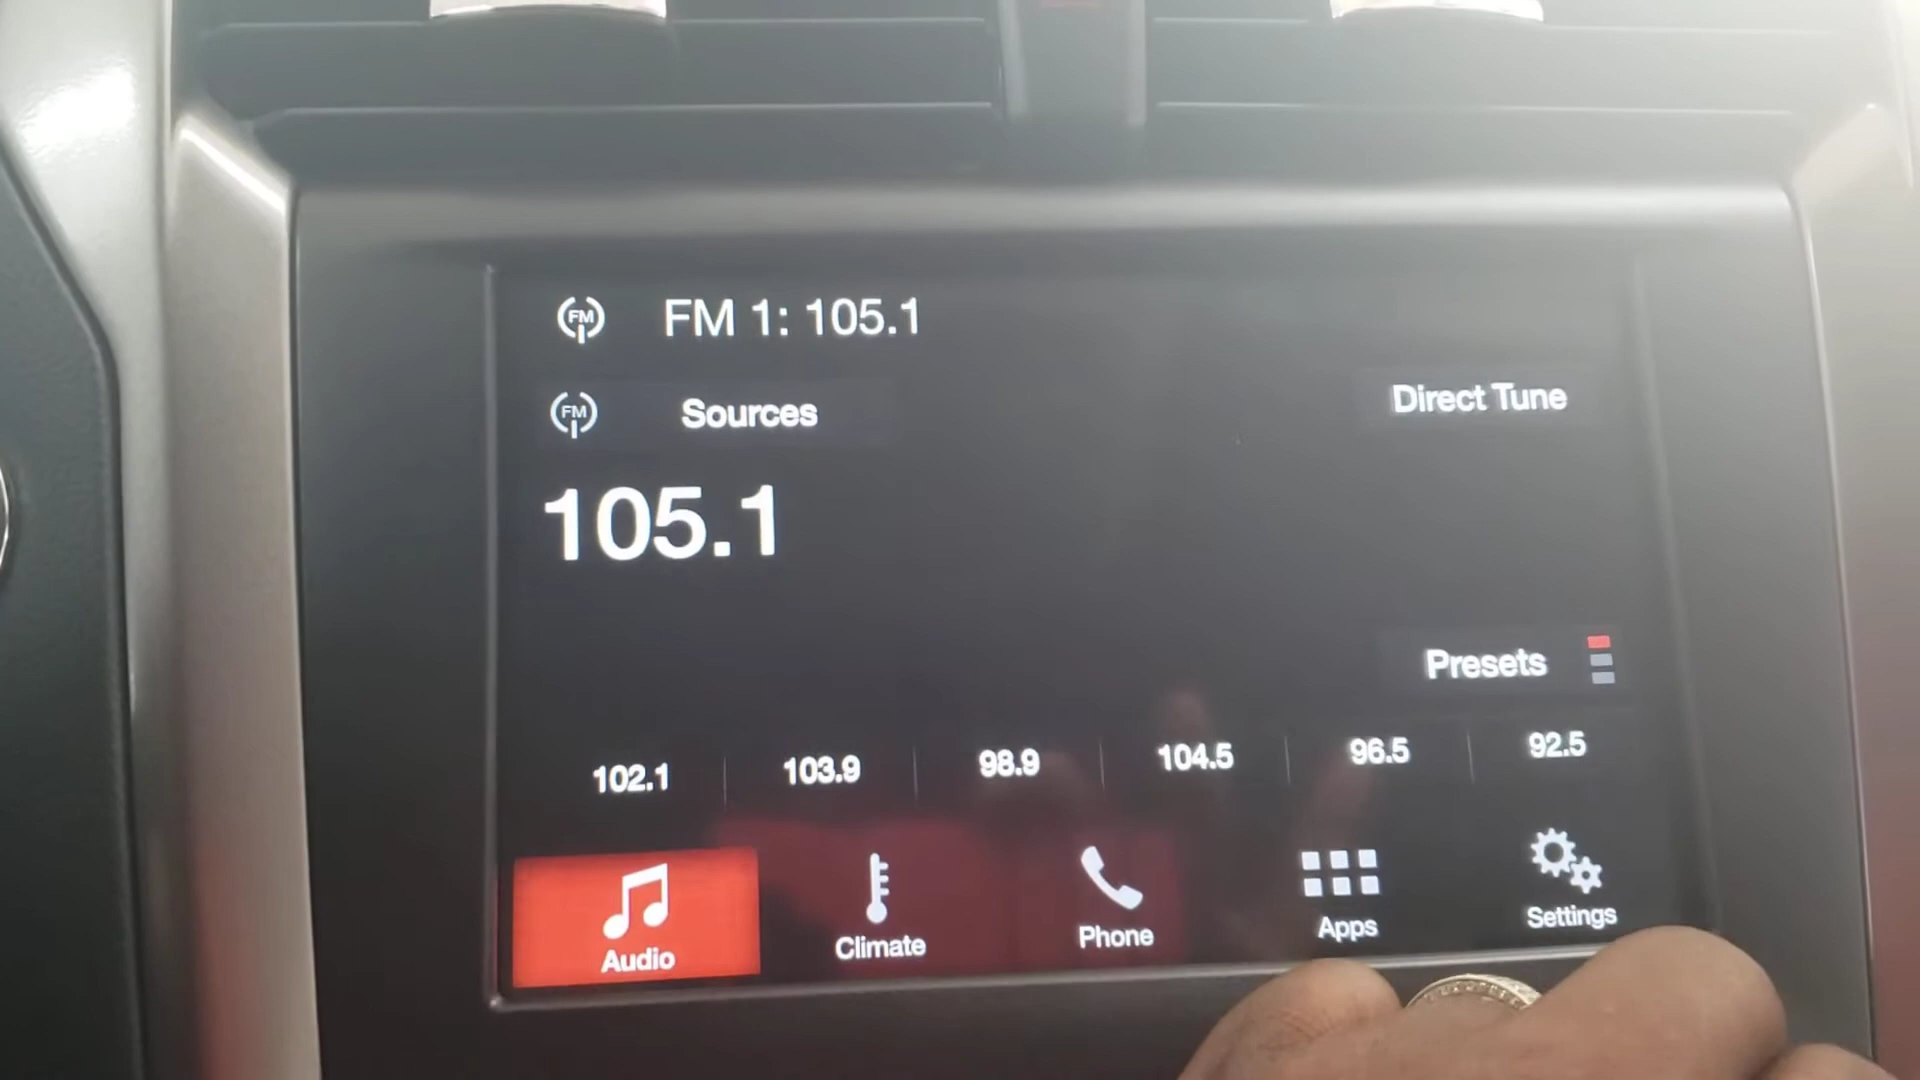 FM FM 1: 105.1
FM Sources
Direct Tune
105.1
Presets
102.1 103.9 98.9 104.5 96.5 92.5
Audio Climate Phone Apps Settings